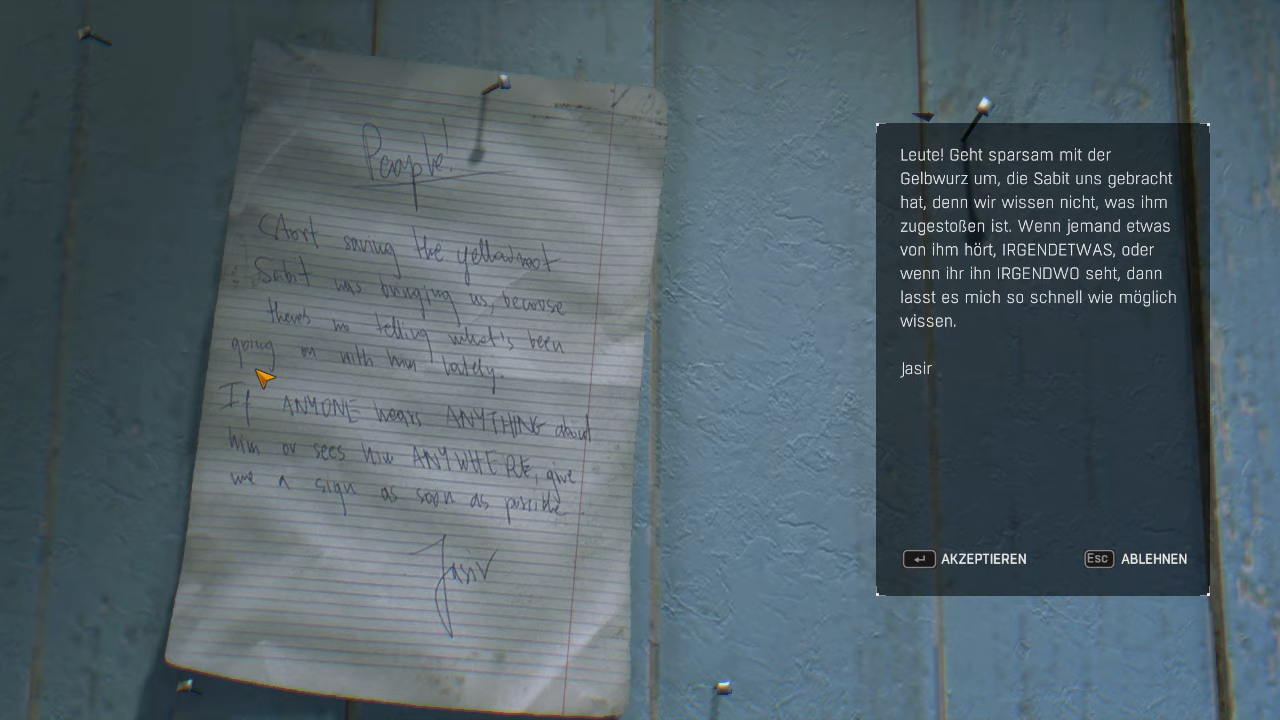 People!
Start saving the yellowroot
Sabit was bringing us, because
there's no telling what's been
going on with him lately.
If ANYONE hears ANYTHING about
him or sees him ANYWHERE, give
me a sign as soon as possible
Jasir
Leute! Geht sparsam mit der
Gelbwurz um, die Sabit uns gebracht
hat, denn wir wissen nicht, was ihm
zugestoßen ist. Wenn jemand etwas
von ihm hört, IRGENDETWAS, oder
wenn ihr ihn IRGENDWO seht, dann
lasst es mich so schnell wie möglich
wissen.
Jasir
AKZEPTIEREN
Esc ABLEHNEN